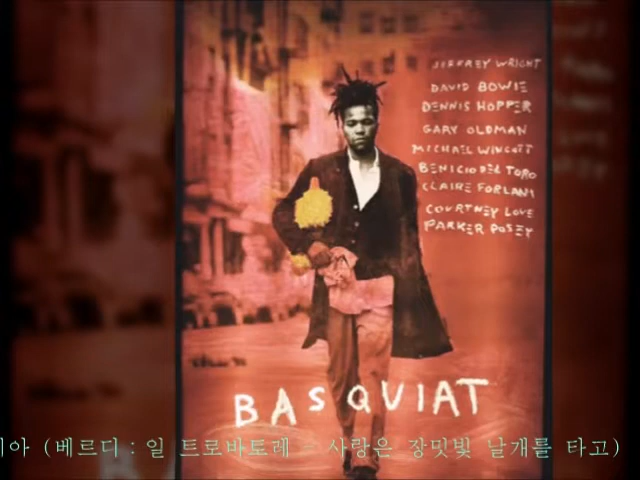 JEFFREY WRIGHT
DAVID BOWIE
DENNIS HOPPER
GARY OLDMAN
MICHAEL WINCOTT
BENICIO DEL TORO
CLAIRE FORLANI
COURTNEY LOVE
PARKER POSEY
BASQUIAT
아 (베르디 : 일 트로바토레 - 사랑은 장밋빛 날개를 타고)